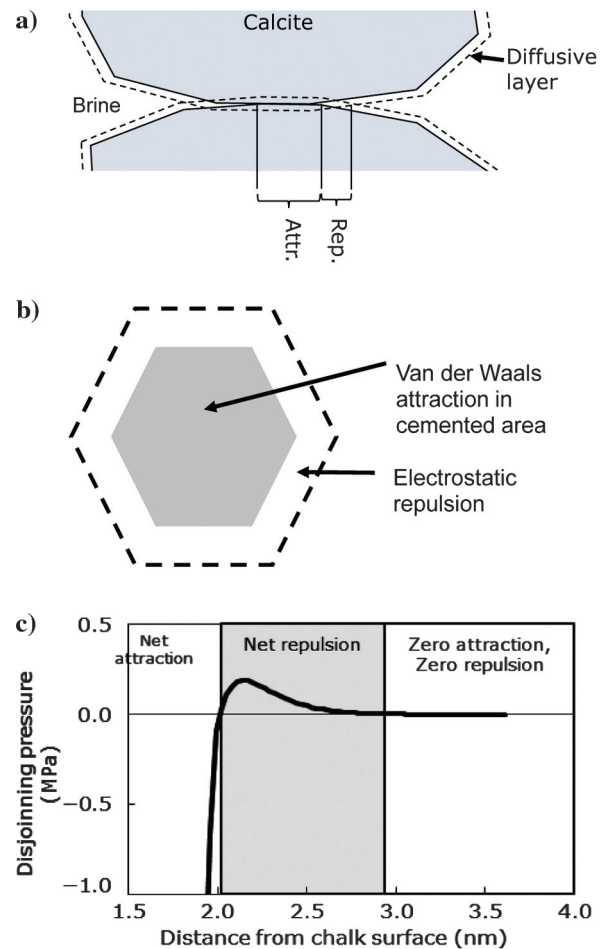 a)
Calcite
Diffusive
layer
Brine
Attr.
Rep.
b)
Van der Waals
attraction in
cemented area
Electrostatic
repulsion
c)
0.5
0.0
−0.5
−1.0
Disjoinning pressure
(MPa)
Net
attraction
Net repulsion
Zero attraction,
Zero repulsion
1.5 2.0 2.5 3.0 3.5 4.0
Distance from chalk surface (nm)